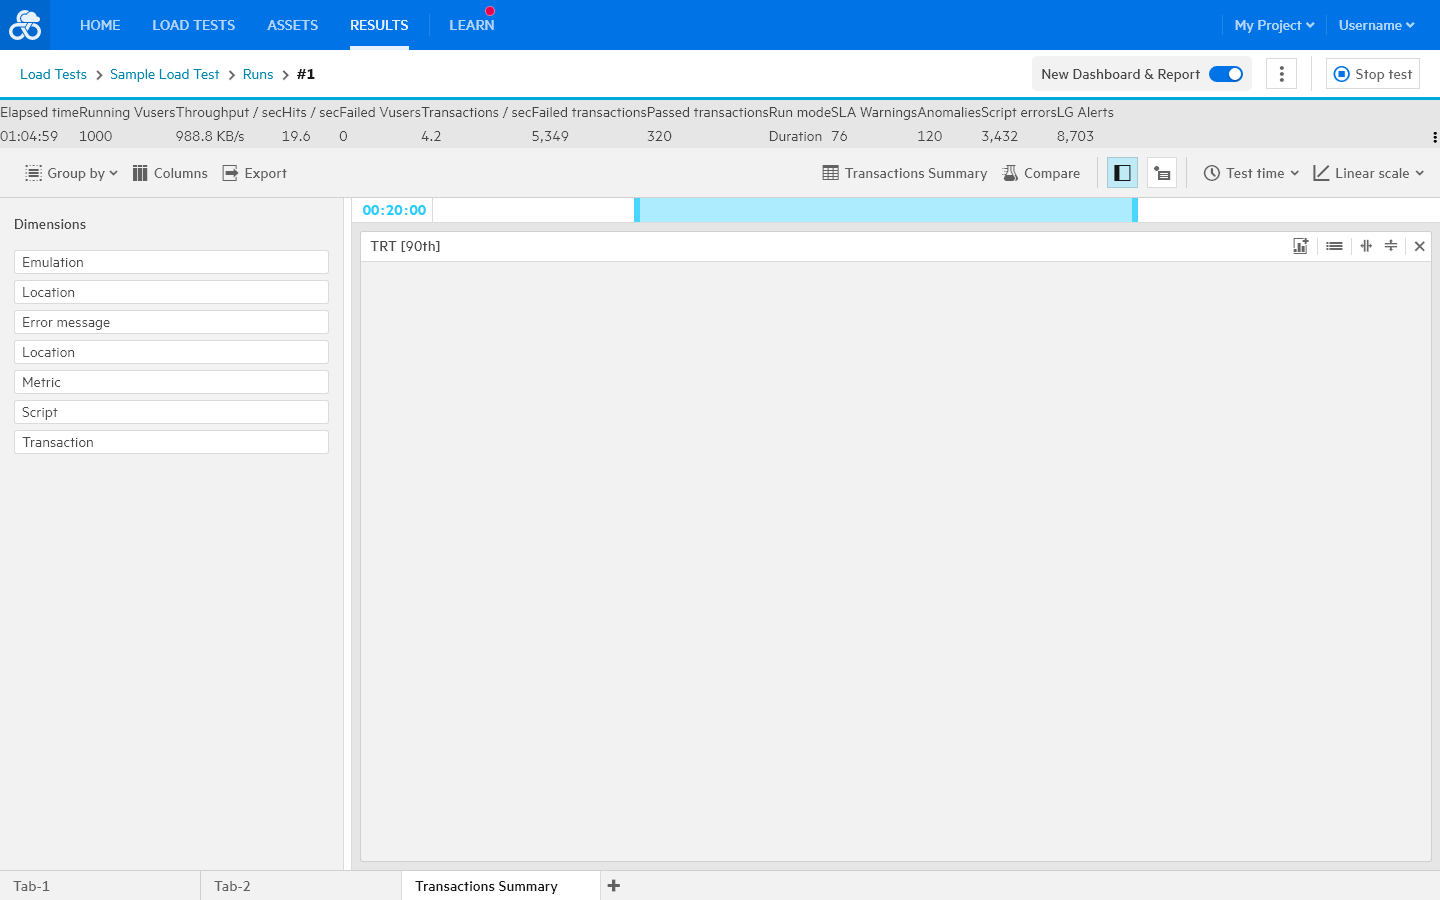 HOME LOAD TESTS ASSETS RESULTS LEARN My Project Username
Load Tests Sample Load Test Runs #1 New Dashboard & Report Stop test
Elapsed time Running Vusers Throughput / sec Hits / sec Failed Vusers Transactions / sec Failed transactions Passed transactions Run mode SLA Warnings Anomalies Script errors LG Alerts
01:04:59 1000 988.8 KB/s 19.6 0 4.2 5,349 320 Duration 76 120 3,432 8,703
Group by Columns Export Transactions Summary Compare Test time Linear scale
Dimensions
Emulation
Location
Error message
Location
Metric
Script
Transaction
00:20:00
TRT [90th]
Tab-1 Tab-2 Transactions Summary